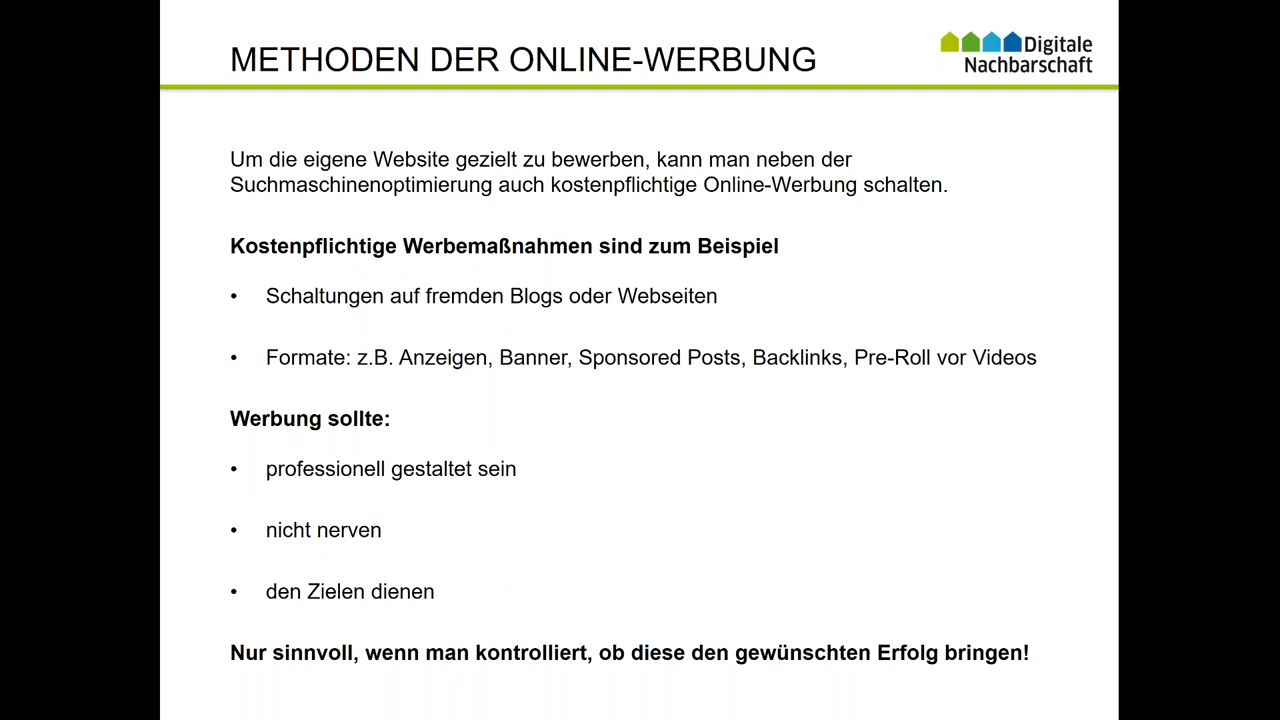 METHODEN DER ONLINE-WERBUNG
Digitale
Nachbarschaft
Um die eigene Website gezielt zu bewerben, kann man neben der
Suchmaschinenoptimierung auch kostenpflichtige Online-Werbung schalten.
Kostenpflichtige Werbemaßnahmen sind zum Beispiel
• Schaltungen auf fremden Blogs oder Webseiten
• Formate: z.B. Anzeigen, Banner, Sponsored Posts, Backlinks, Pre-Roll vor Videos
Werbung sollte:
• professionell gestaltet sein
• nicht nerven
• den Zielen dienen
Nur sinnvoll, wenn man kontrolliert, ob diese den gewünschten Erfolg bringen!